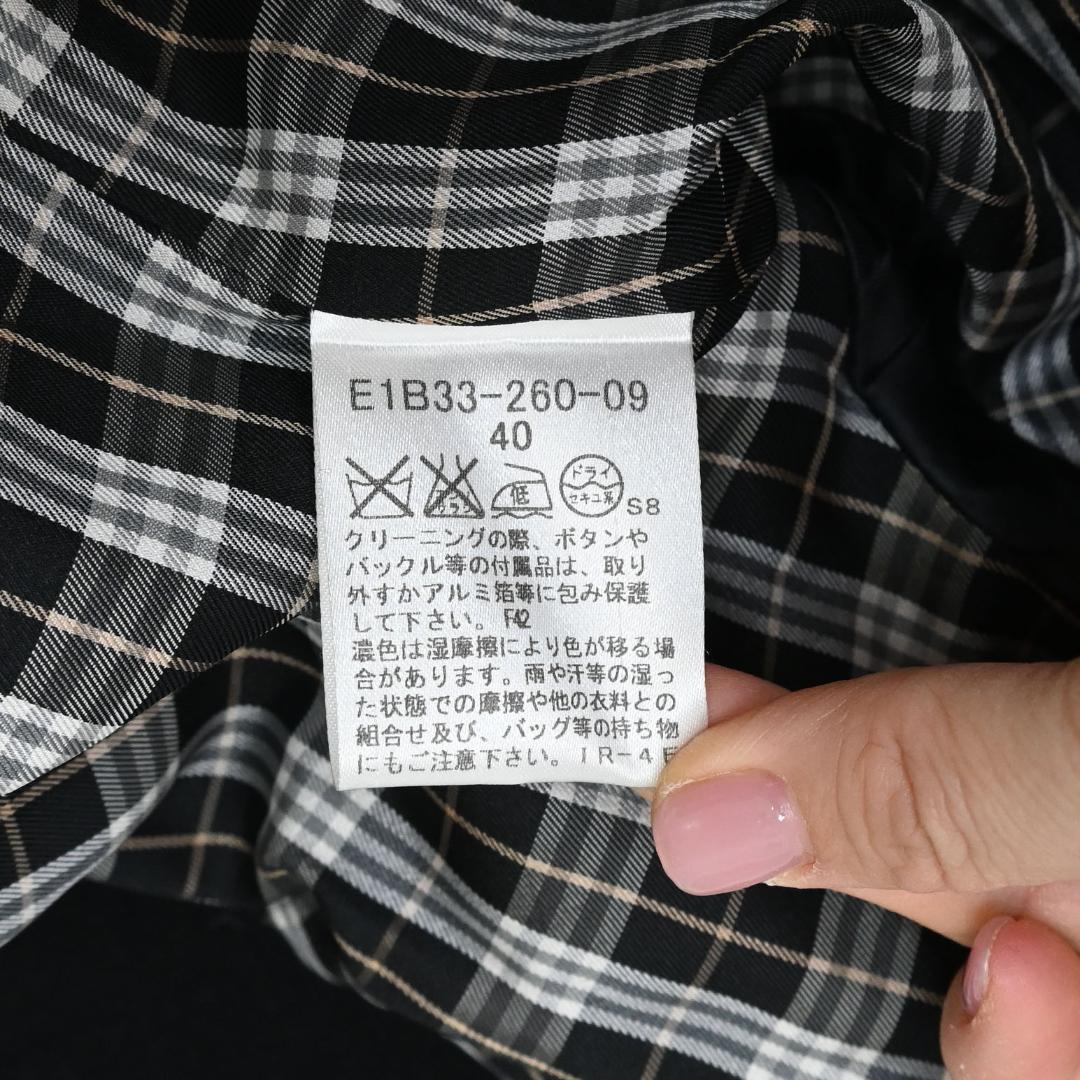 E1B33-260-09
40
低
ドライ
セキユ系
S8
クリーニングの際、ボタンや
バックル等の付属品は、取り
外すかアルミ箔等に包み保護
して下さい。F42
濃色は湿摩擦により色が移る場
合があります。雨や汗等の湿っ
た状態での摩擦や他の衣料との
組合せ及び、バッグ等の持ち物
にもご注意下さい。IR-4